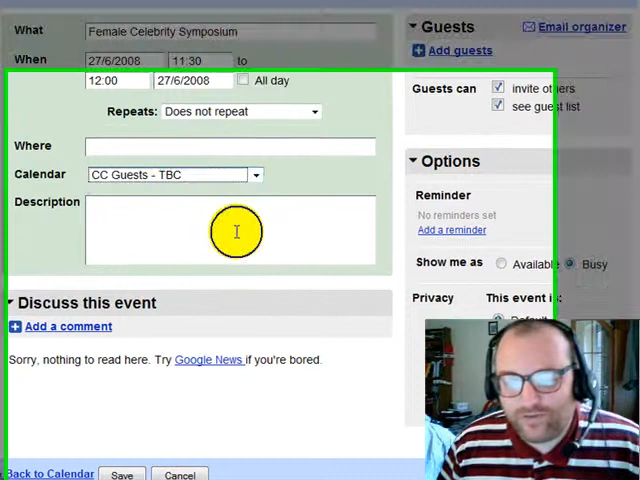 What Female Celebrity Symposium
When 27/6/2008 11:30 to
12:00 27/6/2008 All day
Repeats: Does not repeat
Where
Calendar CC Guests - TBC
Description
Discuss this event
Add a comment
Sorry, nothing to read here. Try Google News if you're bored.
Back to Calendar Save Cancel
Guests Email organizer
Add guests
Guests can invite others
see guest list
Options
Reminder
No reminders set
Add a reminder
Show me as Available Busy
Privacy This event is:
Default